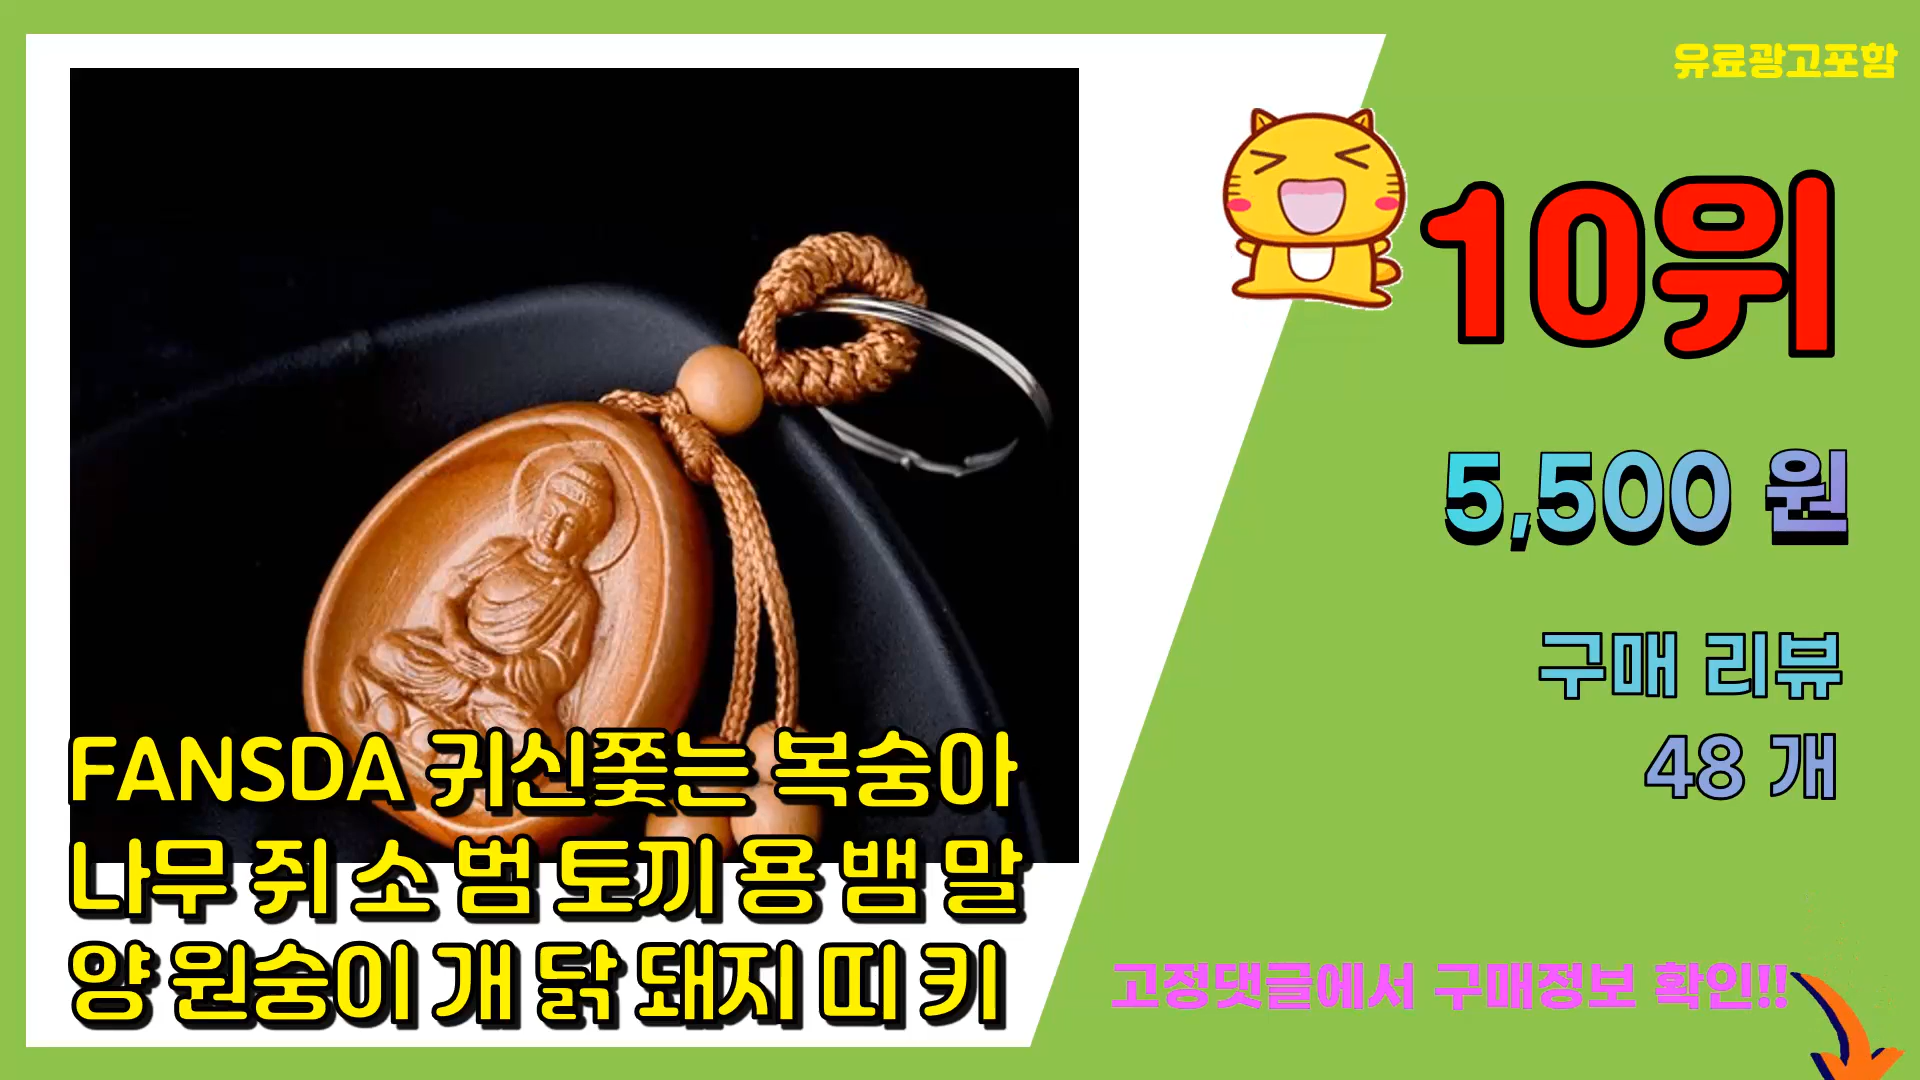 유료광고포함
10위
5,500 원
구매 리뷰
48 개
FANSDA 귀신쫓는 복숭아
나무 쥐 소 범 토끼 용 뱀 말
양 원숭이 개 닭 돼지 띠 키
고정댓글에서 구매정보 확인!!